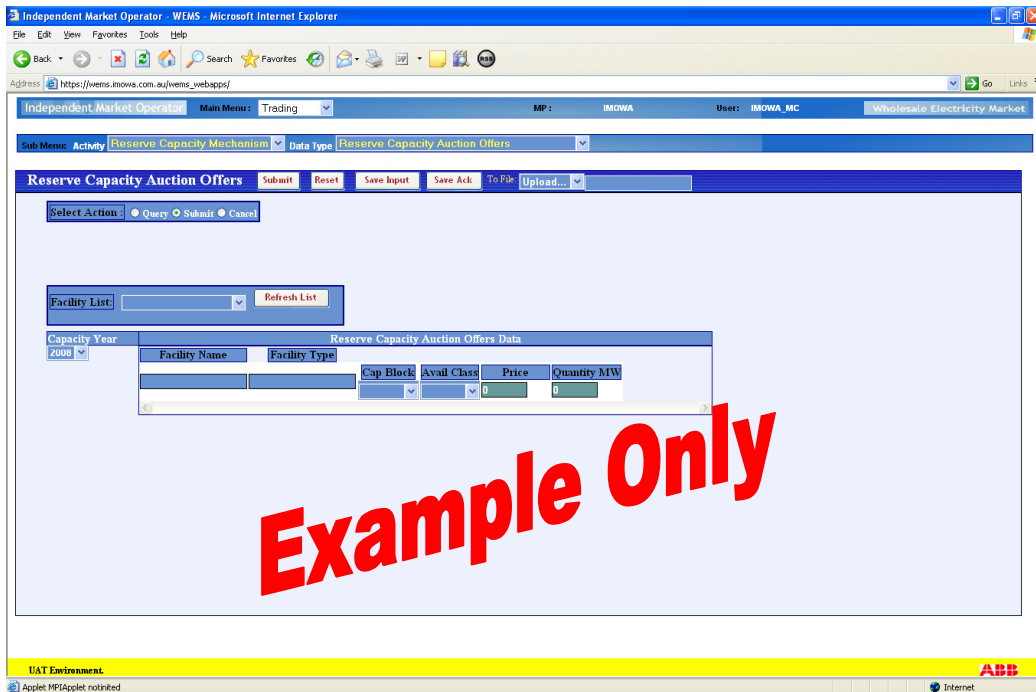 Independent Market Operator - WEMS - Microsoft Internet Explorer
File Edit View Favorites Tools Help
Back Search Favorites RSS
Address https://wems.imowa.com.au/wems_webapps/ Go Links
Independent Market Operator Main Menu: Trading MP: IMOWA User: IMOWA_MC Wholesale Electricity Market
Sub Menu: Activity Reserve Capacity Mechanism Data Type Reserve Capacity Auction Offers
Reserve Capacity Auction Offers Submit Reset Save Input Save Ack To File: Upload...
Select Action: Query Submit Cancel
Facility List: Refresh List
Capacity Year Reserve Capacity Auction Offers Data
2008 Facility Name Facility Type
Cap Block Avail Class Price Quantity MW
0 0
Example Only
UAT Environment. ABB
Applet MPIApplet notinited Internet